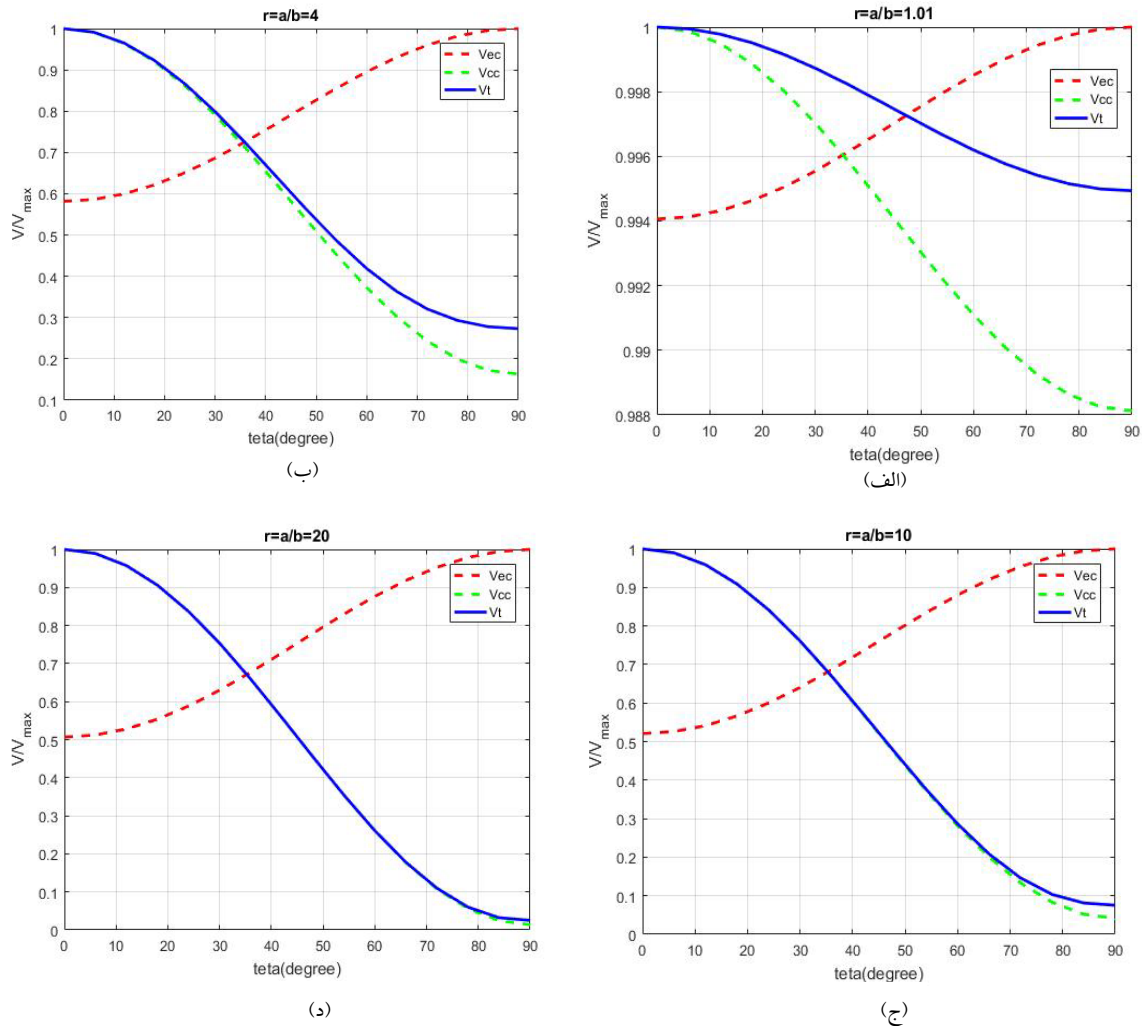 r=a/b=4
V/Vmax
1
0.9
0.8
0.7
0.6
0.5
0.4
0.3
0.2
0.1
Vec
Vcc
Vt
0 10 20 30 40 50 60 70 80 90
teta(degree)
(ب)
r=a/b=1.01
V/Vmax
1
0.998
0.996
0.994
0.992
0.99
0.988
Vec
Vcc
Vt
0 10 20 30 40 50 60 70 80 90
teta(degree)
(الف)
r=a/b=20
V/Vmax
1
0.9
0.8
0.7
0.6
0.5
0.4
0.3
0.2
0.1
0
Vec
Vcc
Vt
0 10 20 30 40 50 60 70 80 90
teta(degree)
(د)
r=a/b=10
V/Vmax
1
0.9
0.8
0.7
0.6
0.5
0.4
0.3
0.2
0.1
0
Vec
Vcc
Vt
0 10 20 30 40 50 60 70 80 90
teta(degree)
(ج)